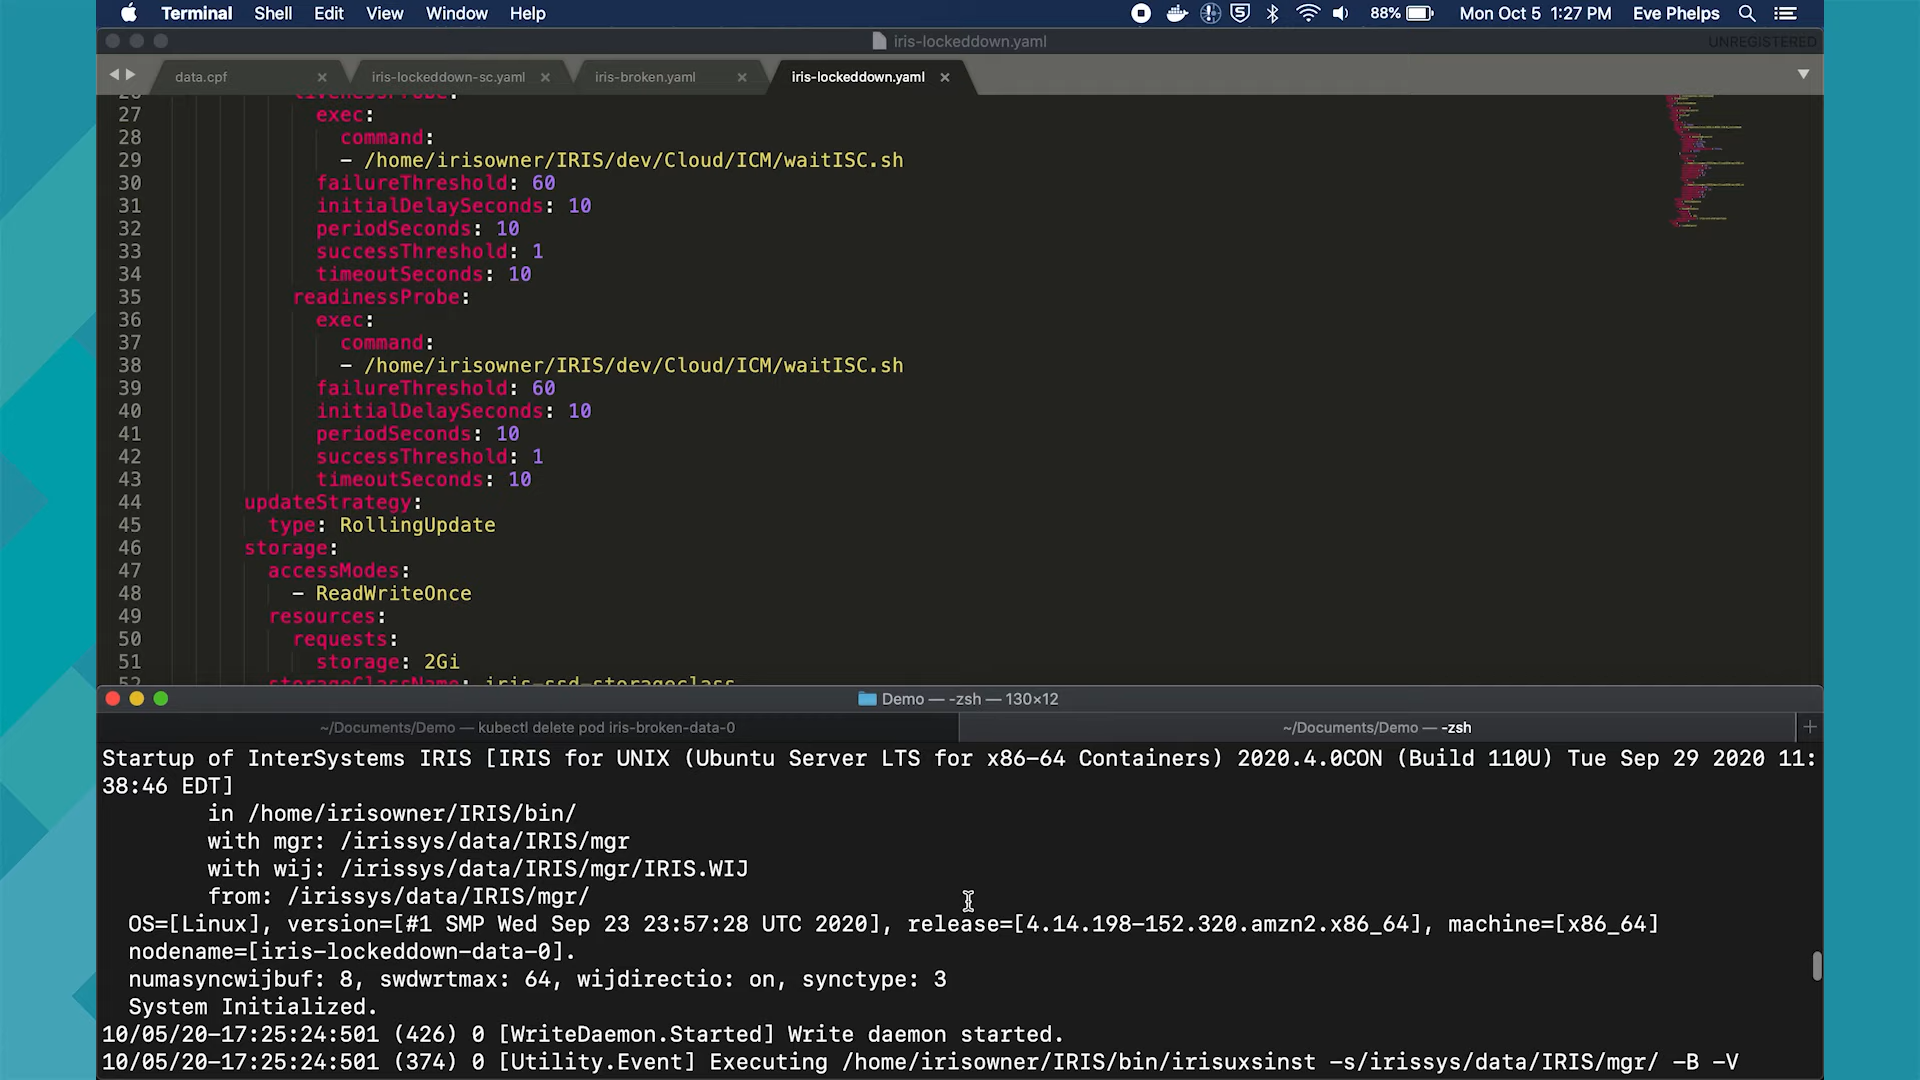 Terminal Shell Edit View Window Help 88% Mon Oct 5 1:27 PM Eve Phelps
iris-lockeddown.yaml UNREGISTERED
data.cpf iris-lockeddown-sc.yaml iris-broken.yaml iris-lockeddown.yaml
26 livenessProbe:
27 exec:
28 command:
29 - /home/irisowner/IRIS/dev/Cloud/ICM/waitISC.sh
30 failureThreshold: 60
31 initialDelaySeconds: 10
32 periodSeconds: 10
33 successThreshold: 1
34 timeoutSeconds: 10
35 readinessProbe:
36 exec:
37 command:
38 - /home/irisowner/IRIS/dev/Cloud/ICM/waitISC.sh
39 failureThreshold: 60
40 initialDelaySeconds: 10
41 periodSeconds: 10
42 successThreshold: 1
43 timeoutSeconds: 10
44 updateStrategy:
45 type: RollingUpdate
46 storage:
47 accessModes:
48 - ReadWriteOnce
49 resources:
50 requests:
51 storage: 2Gi
52 storageClassName: iris-ssd-storageclass
Demo — -zsh — 130×12
~/Documents/Demo — kubectl delete pod iris-broken-data-0 ~/Documents/Demo — -zsh
Startup of InterSystems IRIS [IRIS for UNIX (Ubuntu Server LTS for x86-64 Containers) 2020.4.0CON (Build 110U) Tue Sep 29 2020 11:
38:46 EDT]
in /home/irisowner/IRIS/bin/
with mgr: /irissys/data/IRIS/mgr
with wij: /irissys/data/IRIS/mgr/IRIS.WIJ
from: /irissys/data/IRIS/mgr/
OS=[Linux], version=[#1 SMP Wed Sep 23 23:57:28 UTC 2020], release=[4.14.198-152.320.amzn2.x86_64], machine=[x86_64]
nodename=[iris-lockeddown-data-0].
numasyncwijbuf: 8, swdwrtmax: 64, wijdirectio: on, synctype: 3
System Initialized.
10/05/20-17:25:24:501 (426) 0 [WriteDaemon.Started] Write daemon started.
10/05/20-17:25:24:501 (374) 0 [Utility.Event] Executing /home/irisowner/IRIS/bin/irisuxsinst -s/irissys/data/IRIS/mgr/ -B -V